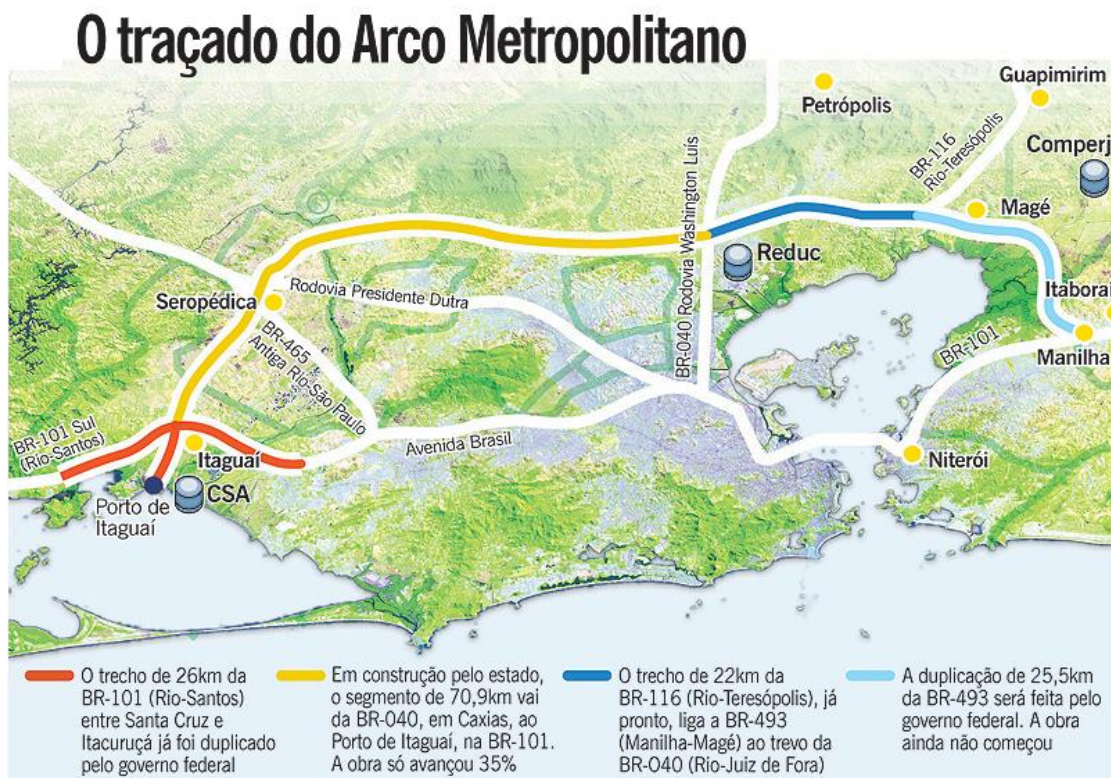 O traçado do Arco Metropolitano
Guapimirim
Petrópolis
BR-116
Rio-Teresópolis
Comperj
Magé
BR-040 Rodovia Washington Luís
Reduc
Seropédica
Rodovia Presidente Dutra
Itaboraí
BR-465
Antiga Rio-São Paulo
BR-101
Manilha
BR-101 Sul
(Rio-Santos)
Avenida Brasil
Itaguaí
Niterói
CSA
Porto de
Itaguaí
O trecho de 26km da
BR-101 (Rio-Santos)
entre Santa Cruz e
Itacuruçá já foi duplicado
pelo governo federal
Em construção pelo estado,
o segmento de 70,9km vai
da BR-040, em Caxias, ao
Porto de Itaguaí, na BR-101.
A obra só avançou 35%
O trecho de 22km da
BR-116 (Rio-Teresópolis), já
pronto, liga a BR-493
(Manilha-Magé) ao trevo da
BR-040 (Rio-Juiz de Fora)
A duplicação de 25,5km
da BR-493 será feita pelo
governo federal. A obra
ainda não começou